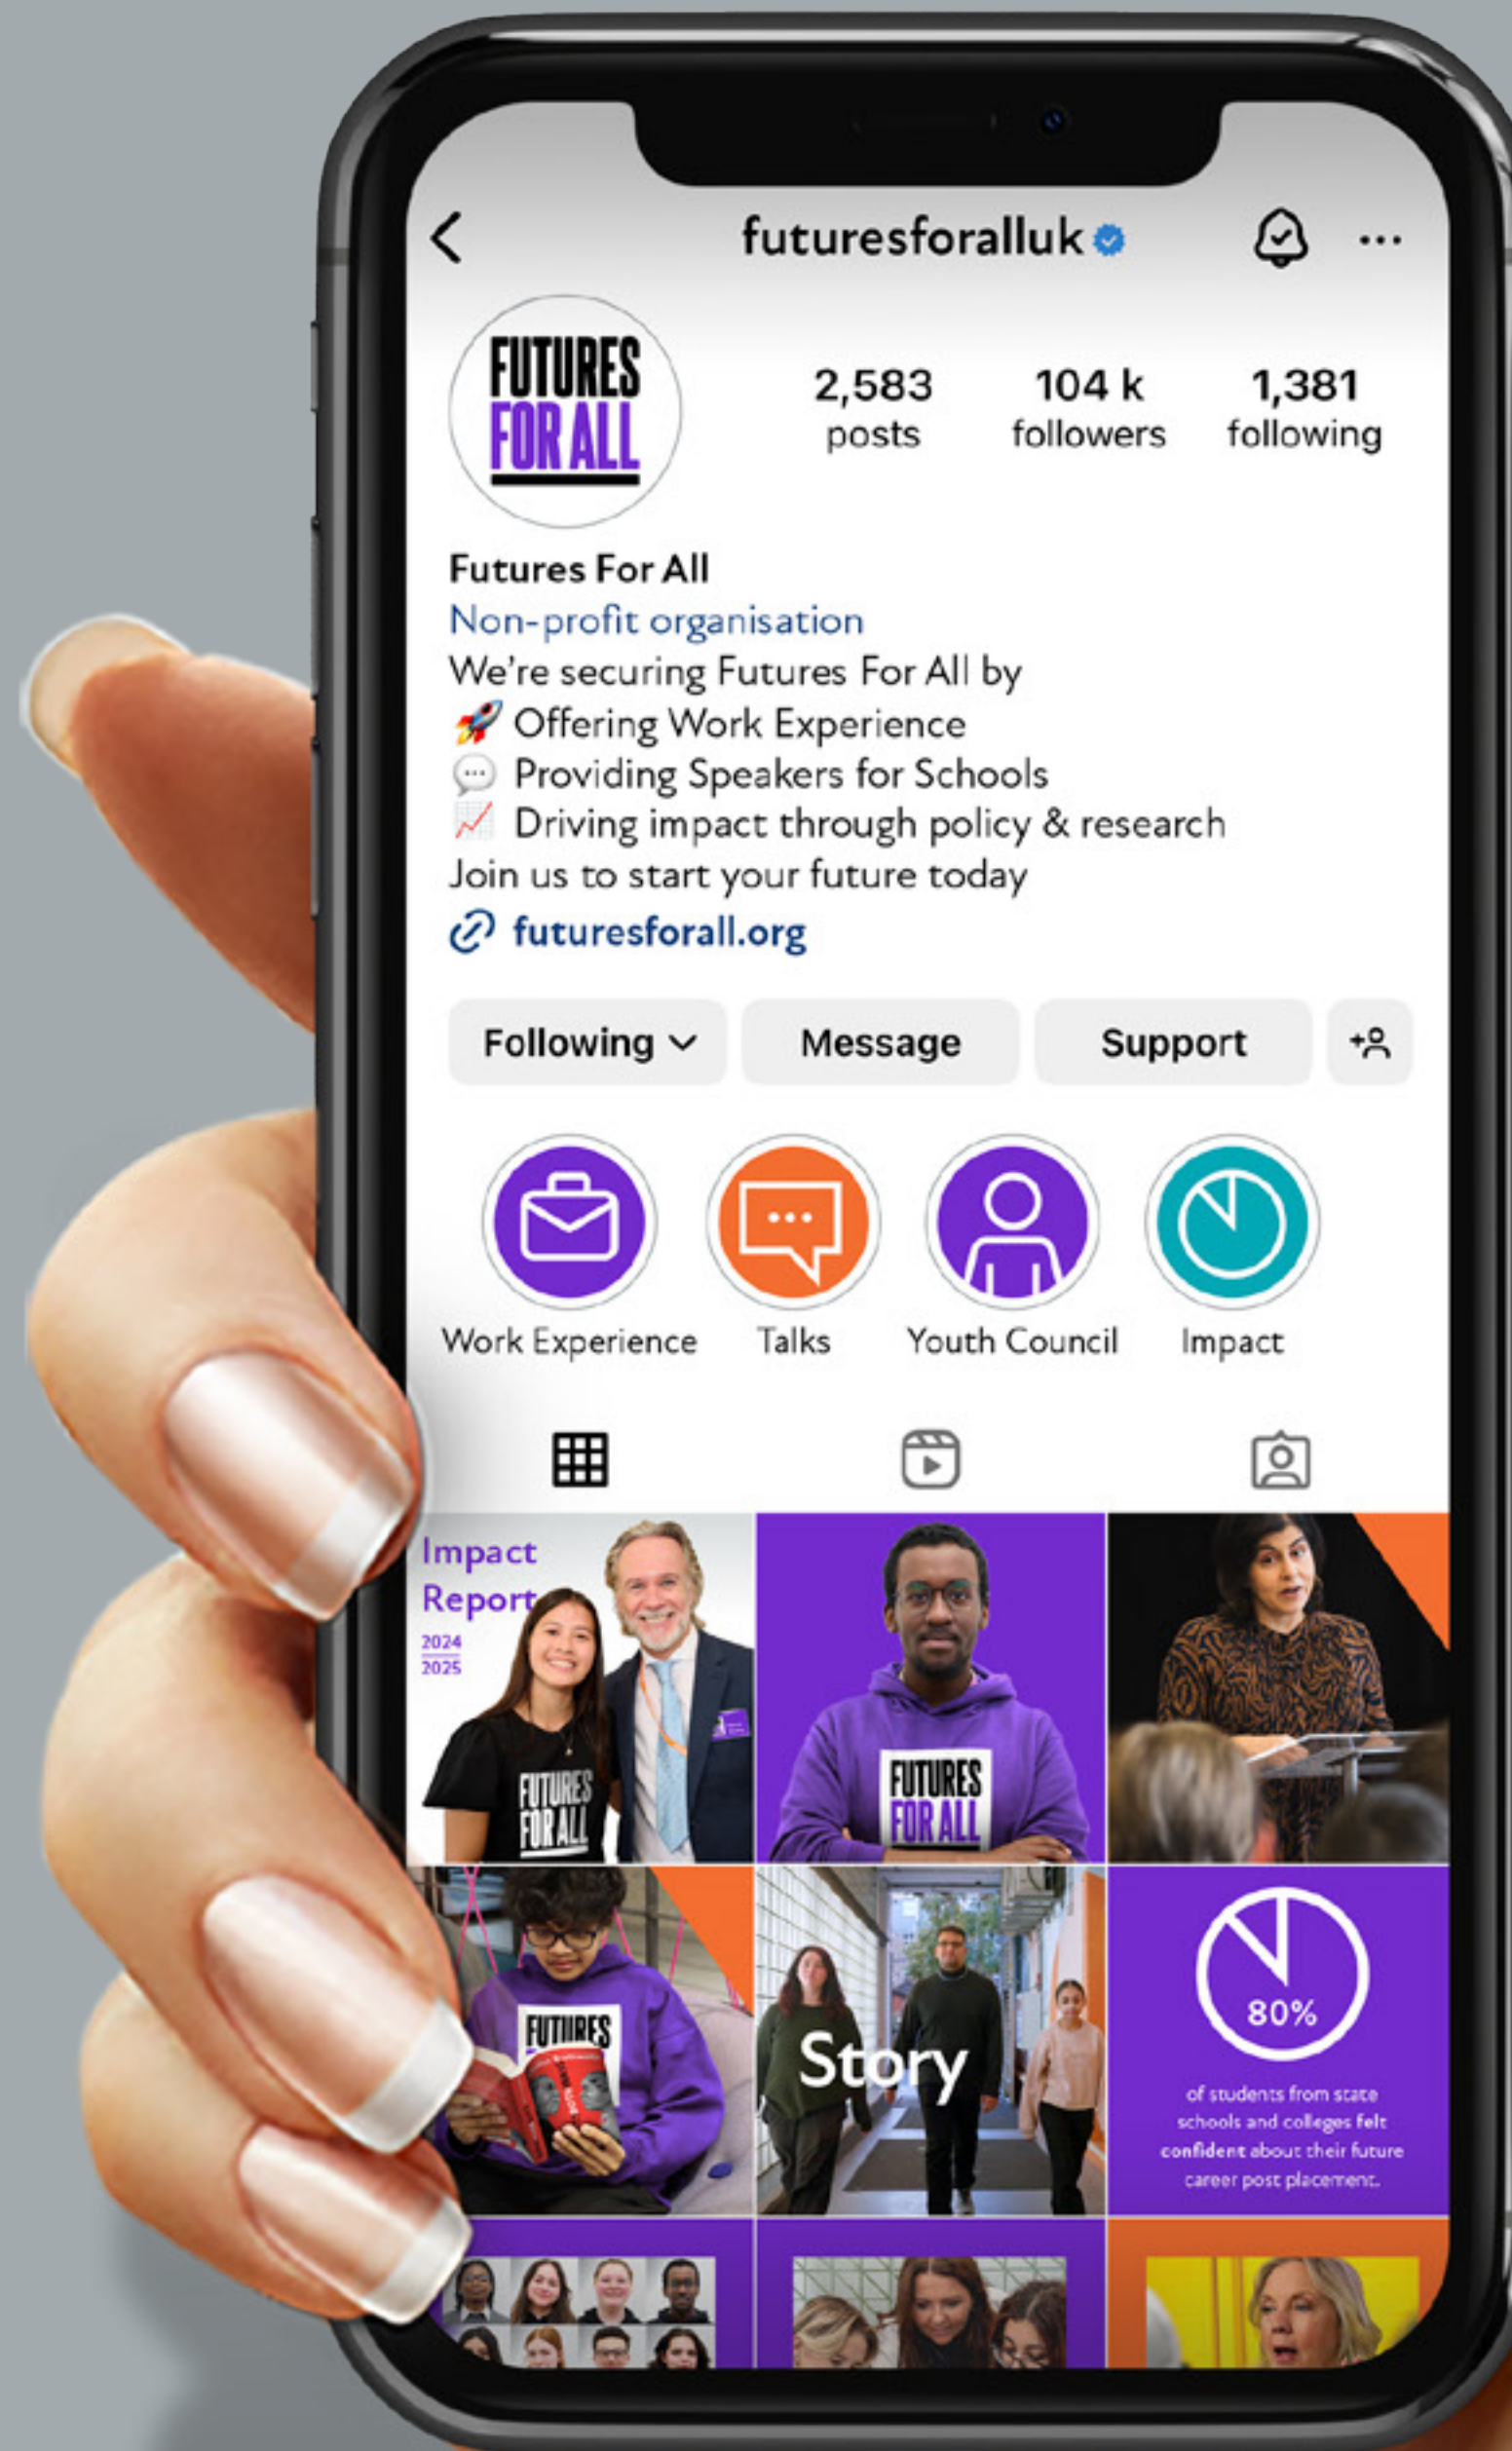 futuresforalluk
FUTURES
FOR ALL
2,583
posts
104 k
followers
1,381
following
Futures For All
Non-profit organisation
We're securing Futures For All by
🚀 Offering Work Experience
💬 Providing Speakers for Schools
📈 Driving impact through policy & research
Join us to start your future today
futuresforall.org
Following
Message
Support
Work Experience
Talks
Youth Council
Impact
Impact
Report
2024
2025
FUTURES
FOR ALL
FUTURES
FOR ALL
FUTURES
Story
80%
of students from state
schools and colleges felt
confident about their future
career post placement.